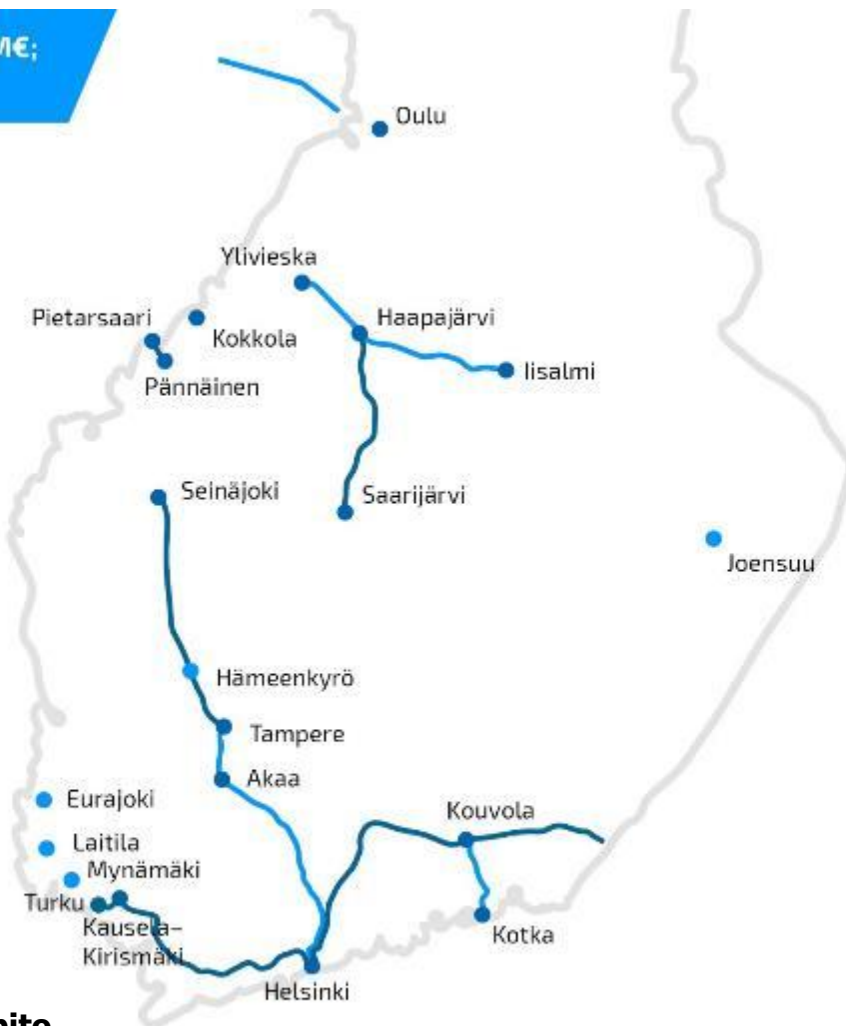 M€;
Oulu
Ylivieska
Pietarsaari
Haapajärvi
Kokkola
Iisalmi
Pännäinen
Seinäjoki
Saarijärvi
Joensuu
Hämeenkyrö
Tampere
Akaa
Eurajoki
Kouvola
Laitila
Mynämäki
Turku
Kausela–
Kirismäki
Kotka
Helsinki